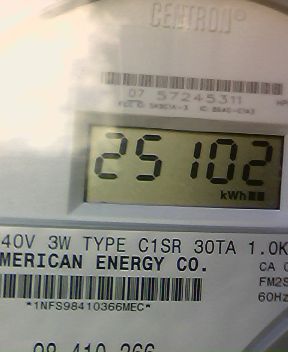 CENTRON®
07 57245311
25102
kWh
40V 3W TYPE C1SR 30TA 1.0K
MERICAN ENERGY CO.
CA
FM2S
60Hz
*1NFS98410366MEC*